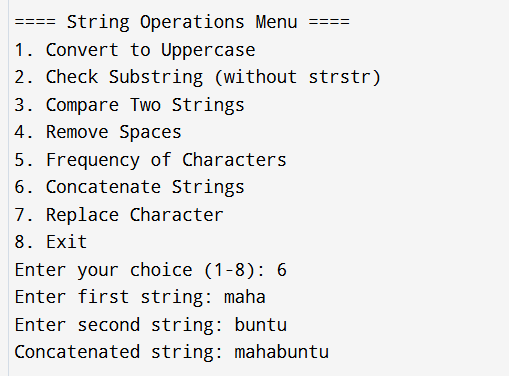 ==== String Operations Menu ====
1. Convert to Uppercase
2. Check Substring (without strstr)
3. Compare Two Strings
4. Remove Spaces
5. Frequency of Characters
6. Concatenate Strings
7. Replace Character
8. Exit
Enter your choice (1-8): 6
Enter first string: maha
Enter second string: buntu
Concatenated string: mahabuntu